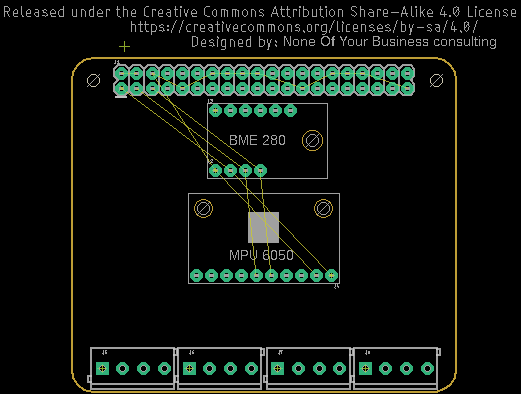 Released under the Creative Commons Attribution Share-Alike 4.0 License
https://creativecommons.org/licenses/by-sa/4.0/
Designed by: None Of Your Business consulting
BME 280
MPU 6050